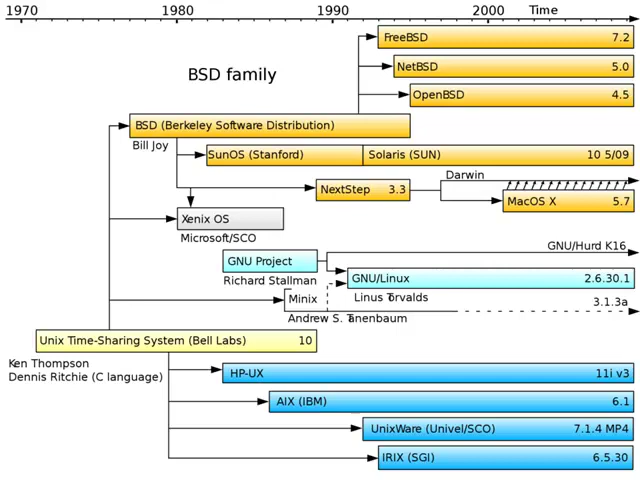 1970 1980 1990 2000 Time
FreeBSD 7.2
BSD family
NetBSD 5.0
OpenBSD 4.5
BSD (Berkeley Software Distribution)
Bill Joy
SunOS (Stanford) Solaris (SUN) 10 5/09
Darwin
NextStep 3.3
MacOS X 5.7
Xenix OS
Microsoft/SCO
GNU/Hurd K16
GNU Project
Richard Stallman
GNU/Linux 2.6.30.1
Linus Torvalds
Minix 3.1.3a
Andrew S. Tanenbaum
Unix Time-Sharing System (Bell Labs) 10
Ken Thompson
Dennis Ritchie (C language)
HP-UX 11i v3
AIX (IBM) 6.1
UnixWare (Univel/SCO) 7.1.4 MP4
IRIX (SGI) 6.5.30